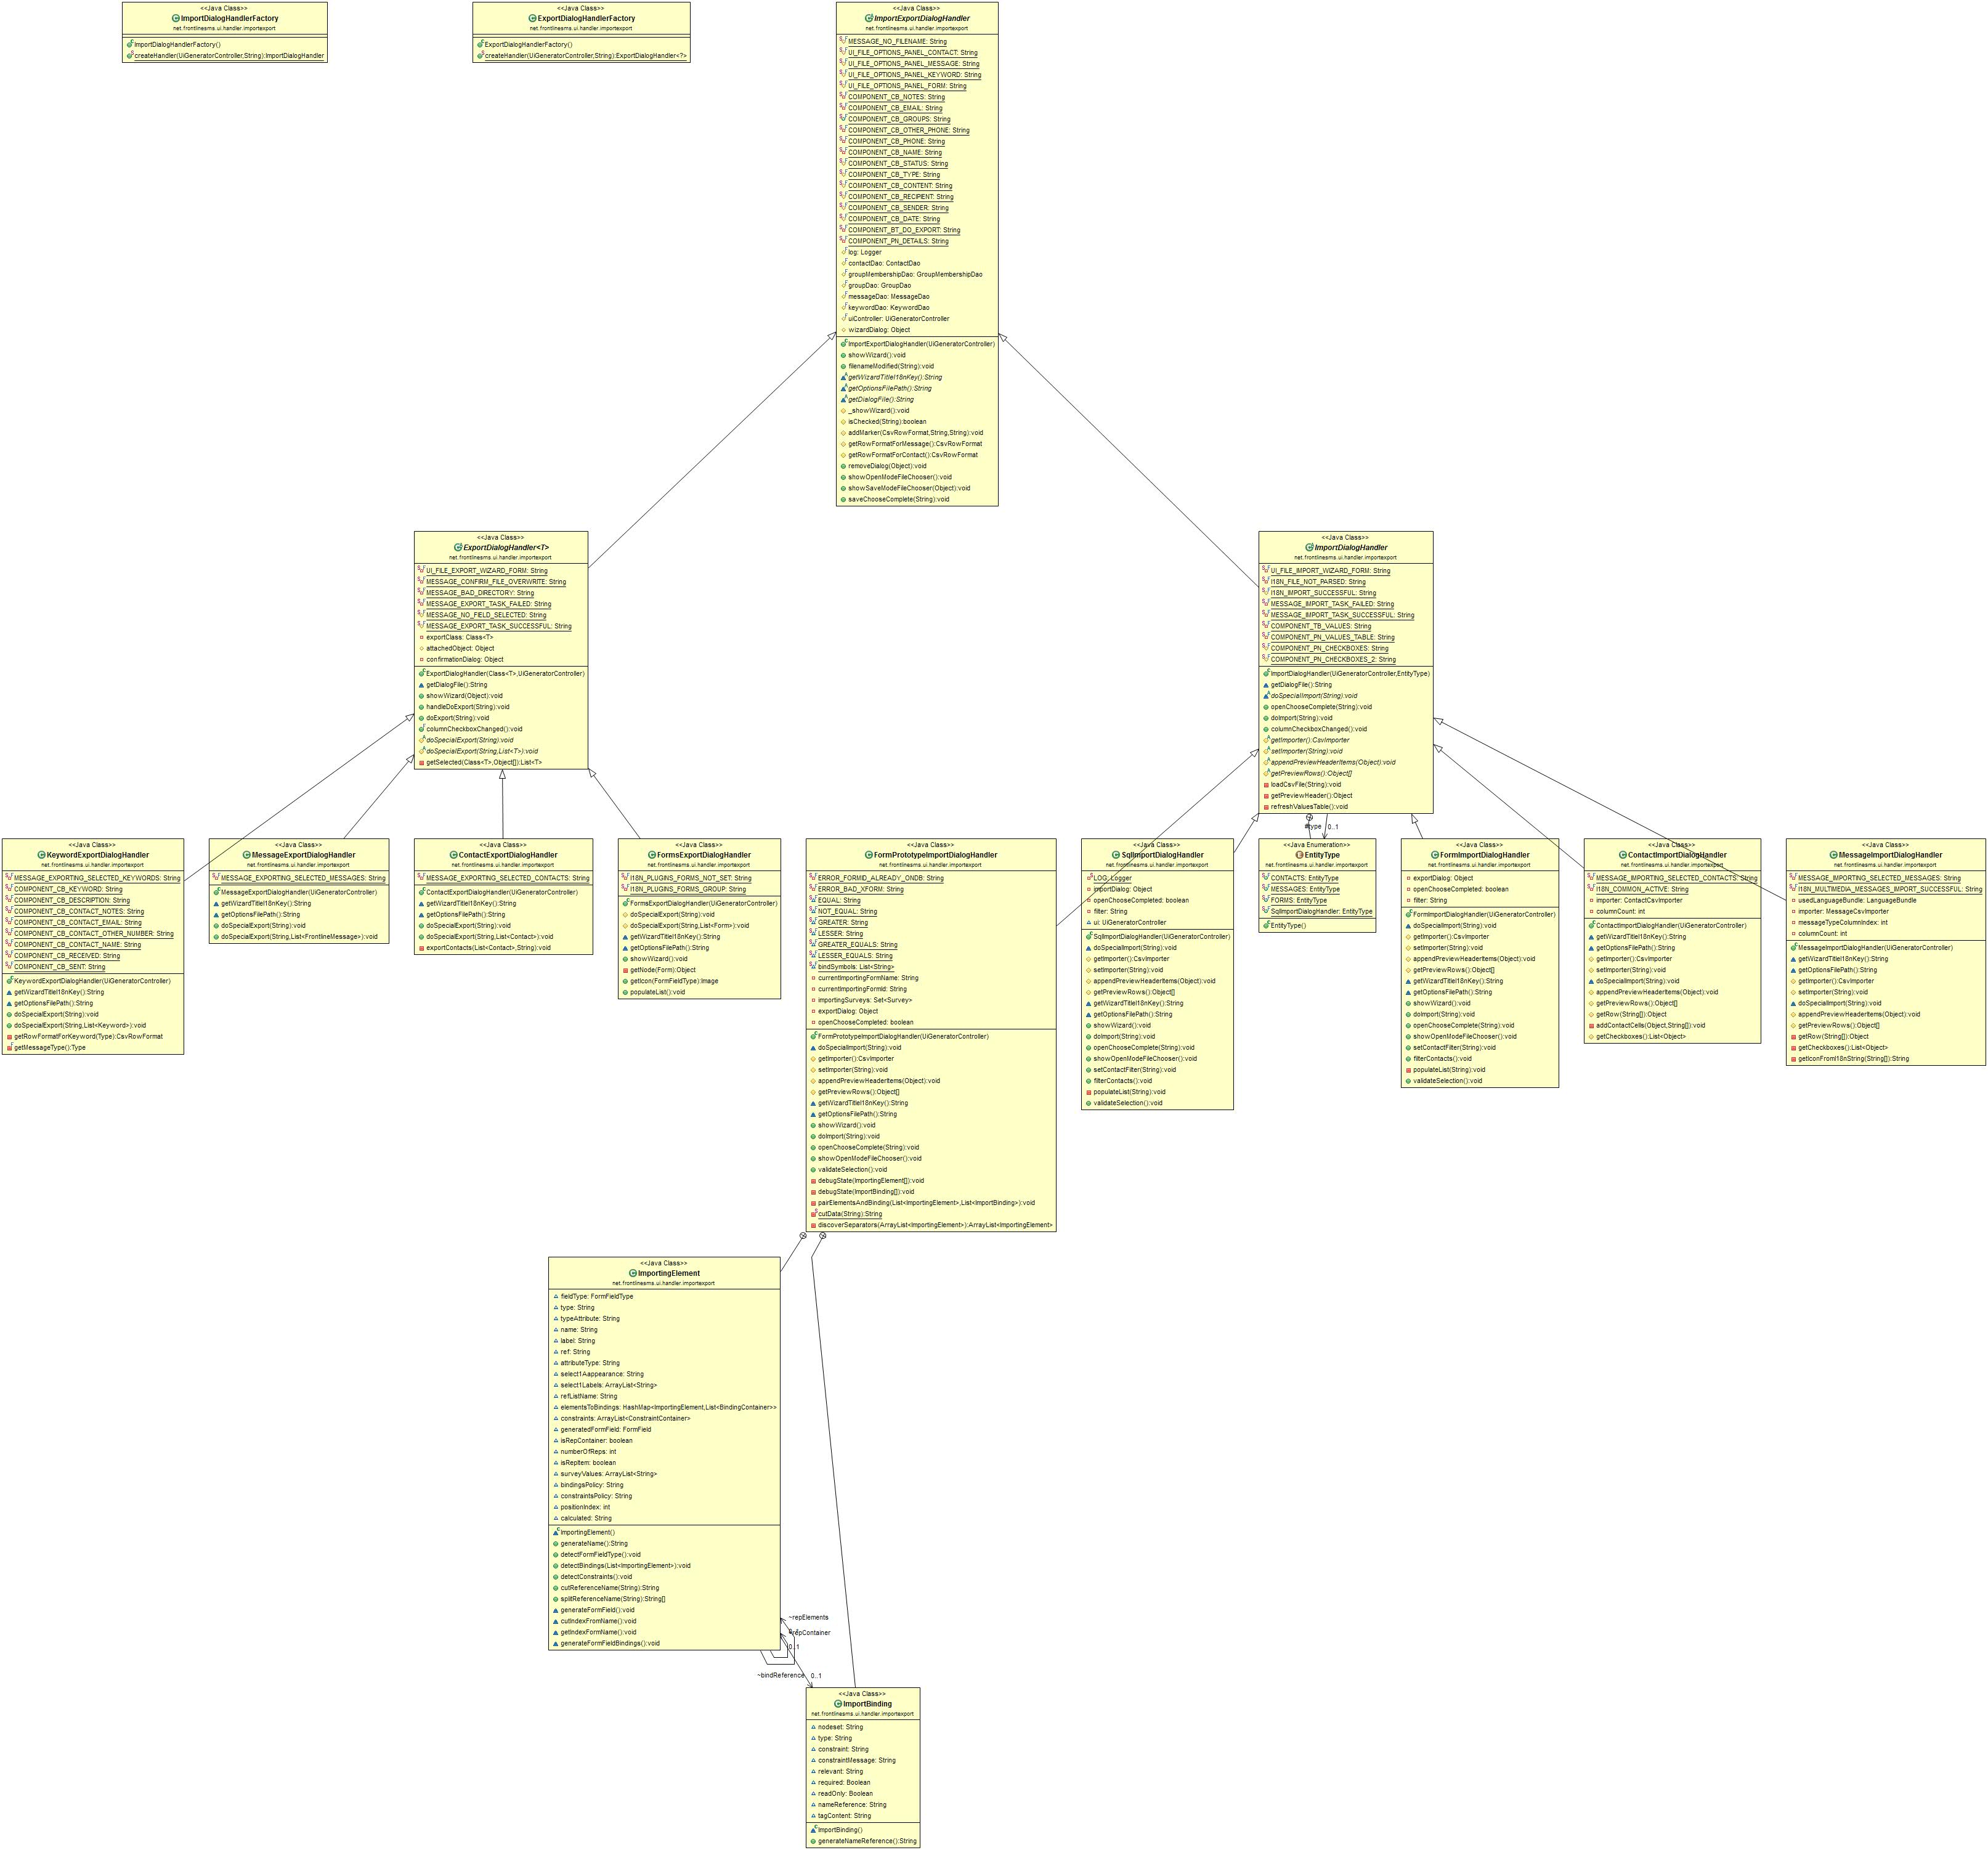 <<Java Class>>
ImportDialogHandlerFactory
net.frontlinesms.ui.handler.importexport
ImportDialogHandlerFactory()
createHandler(UiGeneratorController,String):ImportDialogHandler
<<Java Class>>
ExportDialogHandlerFactory
net.frontlinesms.ui.handler.importexport
ExportDialogHandlerFactory()
createHandler(UiGeneratorController,String):ExportDialogHandler<?>
<<Java Class>>
ImportExportDialogHandler
net.frontlinesms.ui.handler.importexport
MESSAGE_NO_FILENAME: String
UI_FILE_OPTIONS_PANEL_CONTACT: String
UI_FILE_OPTIONS_PANEL_MESSAGE: String
UI_FILE_OPTIONS_PANEL_KEYWORD: String
UI_FILE_OPTIONS_PANEL_FORM: String
COMPONENT_CB_NOTES: String
COMPONENT_CB_EMAIL: String
COMPONENT_CB_GROUPS: String
COMPONENT_CB_OTHER_PHONE: String
COMPONENT_CB_PHONE: String
COMPONENT_CB_NAME: String
COMPONENT_CB_STATUS: String
COMPONENT_CB_TYPE: String
COMPONENT_CB_CONTENT: String
COMPONENT_CB_RECIPIENT: String
COMPONENT_CB_SENDER: String
COMPONENT_CB_DATE: String
COMPONENT_BT_DO_EXPORT: String
COMPONENT_PN_DETAILS: String
log: Logger
contactDao: ContactDao
groupMembershipDao: GroupMembershipDao
groupDao: GroupDao
messageDao: MessageDao
keywordDao: KeywordDao
uiController: UiGeneratorController
wizardDialog: Object
ImportExportDialogHandler(UiGeneratorController)
showWizard():void
filenameModified(String):void
getWizardTitleI18nKey():String
getOptionsFilePath():String
getDialogFile():String
_showWizard():void
isChecked(String):boolean
addMarker(CsvRowFormat,String,String):void
getRowFormatForMessage():CsvRowFormat
getRowFormatForContact():CsvRowFormat
removeDialog(Object):void
showOpenModeFileChooser():void
showSaveModeFileChooser(Object):void
saveChooseComplete(String):void
<<Java Class>>
ExportDialogHandler<T>
net.frontlinesms.ui.handler.importexport
UI_FILE_EXPORT_WIZARD_FORM: String
MESSAGE_CONFIRM_FILE_OVERWRITE: String
MESSAGE_BAD_DIRECTORY: String
MESSAGE_EXPORT_TASK_FAILED: String
MESSAGE_NO_FIELD_SELECTED: String
MESSAGE_EXPORT_TASK_SUCCESSFUL: String
exportClass: Class<T>
attachedObject: Object
confirmationDialog: Object
ExportDialogHandler(Class<T>,UiGeneratorController)
getDialogFile():String
showWizard(Object):void
handleDoExport(String):void
doExport(String):void
columnCheckboxChanged():void
doSpecialExport(String):void
doSpecialExport(String,List<T>):void
getSelected(Class<T>,Object[]):List<T>
<<Java Class>>
ImportDialogHandler
net.frontlinesms.ui.handler.importexport
UI_FILE_IMPORT_WIZARD_FORM: String
I18N_FILE_NOT_PARSED: String
I18N_IMPORT_SUCCESSFUL: String
MESSAGE_IMPORT_TASK_FAILED: String
MESSAGE_IMPORT_TASK_SUCCESSFUL: String
COMPONENT_TB_VALUES: String
COMPONENT_PN_VALUES_TABLE: String
COMPONENT_PN_CHECKBOXES: String
COMPONENT_PN_CHECKBOXES_2: String
ImportDialogHandler(UiGeneratorController,EntityType)
getDialogFile():String
doSpecialImport(String):void
openChooseComplete(String):void
doImport(String):void
columnCheckboxChanged():void
getImporter():CsvImporter
setImporter(String):void
appendPreviewHeaderItems(Object):void
getPreviewRows():Object[]
loadCsvFile(String):void
getPreviewHeader():Object
refreshValuesTable():void
#type
0..1
<<Java Class>>
KeywordExportDialogHandler
net.frontlinesms.ui.handler.importexport
MESSAGE_EXPORTING_SELECTED_KEYWORDS: String
COMPONENT_CB_KEYWORD: String
COMPONENT_CB_DESCRIPTION: String
COMPONENT_CB_CONTACT_NOTES: String
COMPONENT_CB_CONTACT_EMAIL: String
COMPONENT_CB_CONTACT_OTHER_NUMBER: String
COMPONENT_CB_CONTACT_NAME: String
COMPONENT_CB_RECEIVED: String
COMPONENT_CB_SENT: String
KeywordExportDialogHandler(UiGeneratorController)
getWizardTitleI18nKey():String
getOptionsFilePath():String
doSpecialExport(String):void
doSpecialExport(String,List<Keyword>):void
getRowFormatForKeyword(Type):CsvRowFormat
getMessageType():Type
<<Java Class>>
MessageExportDialogHandler
net.frontlinesms.ui.handler.importexport
MESSAGE_EXPORTING_SELECTED_MESSAGES: String
MessageExportDialogHandler(UiGeneratorController)
getWizardTitleI18nKey():String
getOptionsFilePath():String
doSpecialExport(String):void
doSpecialExport(String,List<FrontlineMessage>):void
<<Java Class>>
ContactExportDialogHandler
net.frontlinesms.ui.handler.importexport
MESSAGE_EXPORTING_SELECTED_CONTACTS: String
ContactExportDialogHandler(UiGeneratorController)
getWizardTitleI18nKey():String
getOptionsFilePath():String
doSpecialExport(String):void
doSpecialExport(String,List<Contact>):void
exportContacts(List<Contact>,String):void
<<Java Class>>
FormsExportDialogHandler
net.frontlinesms.ui.handler.importexport
I18N_PLUGINS_FORMS_NOT_SET: String
I18N_PLUGINS_FORMS_GROUP: String
FormsExportDialogHandler(UiGeneratorController)
doSpecialExport(String):void
doSpecialExport(String,List<Form>):void
getWizardTitleI18nKey():String
getOptionsFilePath():String
showWizard():void
getNode(Form):Object
getIcon(FormFieldType):Image
populateList():void
<<Java Class>>
FormPrototypeImportDialogHandler
net.frontlinesms.ui.handler.importexport
ERROR_FORMID_ALREADY_ONDB: String
ERROR_BAD_XFORM: String
EQUAL: String
NOT_EQUAL: String
GREATER: String
LESSER: String
GREATER_EQUALS: String
LESSER_EQUALS: String
bindSymbols: List<String>
currentImportingFormName: String
currentImportingFormId: String
importingSurveys: Set<Survey>
exportDialog: Object
openChooseCompleted: boolean
FormPrototypeImportDialogHandler(UiGeneratorController)
doSpecialImport(String):void
getImporter():CsvImporter
setImporter(String):void
appendPreviewHeaderItems(Object):void
getPreviewRows():Object[]
getWizardTitleI18nKey():String
getOptionsFilePath():String
showWizard():void
doImport(String):void
openChooseComplete(String):void
showOpenModeFileChooser():void
validateSelection():void
debugState(ImportingElement[]):void
debugState(ImportBinding[]):void
pairElementsAndBinding(List<ImportingElement>,List<ImportBinding>):void
cutData(String):String
discoverSeparators(ArrayList<ImportingElement>):ArrayList<ImportingElement>
<<Java Class>>
SqlImportDialogHandler
net.frontlinesms.ui.handler.importexport
LOG: Logger
importDialog: Object
openChooseCompleted: boolean
filter: String
ui: UiGeneratorController
SqlImportDialogHandler(UiGeneratorController)
doSpecialImport(String):void
getImporter():CsvImporter
setImporter(String):void
appendPreviewHeaderItems(Object):void
getPreviewRows():Object[]
getWizardTitleI18nKey():String
getOptionsFilePath():String
showWizard():void
doImport(String):void
openChooseComplete(String):void
showOpenModeFileChooser():void
setContactFilter(String):void
filterContacts():void
populateList(String):void
validateSelection():void
<<Java Enumeration>>
EntityType
net.frontlinesms.ui.handler.importexport
CONTACTS: EntityType
MESSAGES: EntityType
FORMS: EntityType
SqlImportDialogHandler: EntityType
EntityType()
<<Java Class>>
FormImportDialogHandler
net.frontlinesms.ui.handler.importexport
exportDialog: Object
openChooseCompleted: boolean
filter: String
FormImportDialogHandler(UiGeneratorController)
doSpecialImport(String):void
getImporter():CsvImporter
setImporter(String):void
appendPreviewHeaderItems(Object):void
getPreviewRows():Object[]
getWizardTitleI18nKey():String
getOptionsFilePath():String
showWizard():void
doImport(String):void
openChooseComplete(String):void
showOpenModeFileChooser():void
setContactFilter(String):void
filterContacts():void
populateList(String):void
validateSelection():void
<<Java Class>>
ContactImportDialogHandler
net.frontlinesms.ui.handler.importexport
MESSAGE_IMPORTING_SELECTED_CONTACTS: String
I18N_COMMON_ACTIVE: String
importer: ContactCsvImporter
columnCount: int
ContactImportDialogHandler(UiGeneratorController)
getWizardTitleI18nKey():String
getOptionsFilePath():String
getImporter():CsvImporter
setImporter(String):void
doSpecialImport(String):void
appendPreviewHeaderItems(Object):void
getPreviewRows():Object[]
getRow(String[]):Object
addContactCells(Object,String[]):void
getCheckboxes():List<Object>
<<Java Class>>
MessageImportDialogHandler
net.frontlinesms.ui.handler.importexport
MESSAGE_IMPORTING_SELECTED_MESSAGES: String
I18N_MULTIMEDIA_MESSAGES_IMPORT_SUCCESSFUL: String
usedLanguageBundle: LanguageBundle
messageTypeColumnIndex: int
importer: MessageCsvImporter
columnCount: int
MessageImportDialogHandler(UiGeneratorController)
getWizardTitleI18nKey():String
getOptionsFilePath():String
getImporter():CsvImporter
setImporter(String):void
doSpecialImport(String):void
appendPreviewHeaderItems(Object):void
getPreviewRows():Object[]
getRow(String[]):Object
getCheckboxes():List<Object>
getIconFromI18nString(String[]):String
<<Java Class>>
ImportingElement
net.frontlinesms.ui.handler.importexport
fieldType: FormFieldType
type: String
typeAttribute: String
name: String
label: String
ref: String
attributeType: String
select1Aappearance: String
select1Labels: ArrayList<String>
refListName: String
elementsToBindings: HashMap<ImportingElement,List<BindingContainer>>
constraints: ArrayList<ConstraintContainer>
generatedFormField: FormField
isRepContainer: boolean
numberOfReps: int
isRepItem: boolean
surveyValues: ArrayList<String>
bindingsPolicy: String
constraintsPolicy: String
positionIndex: int
calculated: String
ImportingElement()
generateName():String
detectFormFieldType():void
detectBindings(List<ImportingElement>):void
detectConstraints():void
cutReferenceName(String):String
splitReferenceName(String):String[]
generateFormField():void
cutIndexFromName():void
getIndexFormName():void
generateFormFieldBindings():void
~repElements
~repContainer
0..1
~bindReference
0..1
<<Java Class>>
ImportBinding
net.frontlinesms.ui.handler.importexport
nodeset: String
type: String
constraint: String
constraintMessage: String
relevant: String
required: Boolean
readOnly: Boolean
nameReference: String
tagContent: String
ImportBinding()
generateNameReference():String